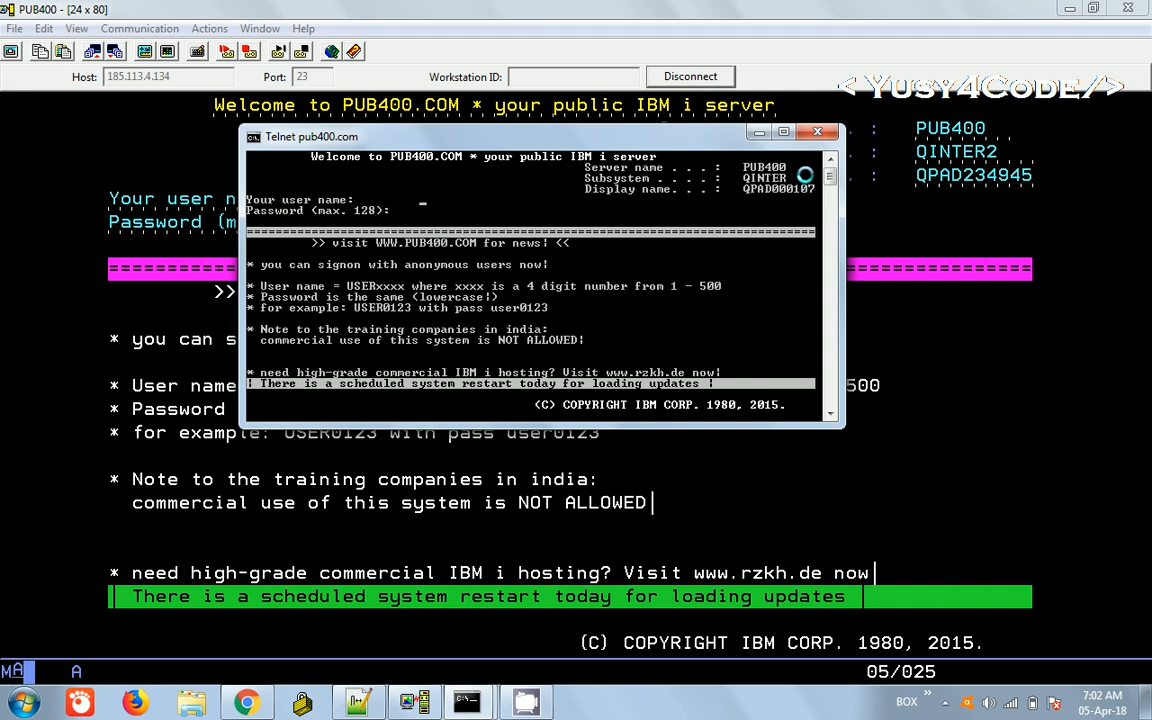 PUB400 - [24 x 80]
File Edit View Communication Actions Window Help
Host: 185.113.4.134 Port: 23 Workstation ID: Disconnect
< Yusy4Code/>
Welcome to PUB400.COM * your public IBM i server
: PUB400
: QINTER2
: QPAD234945
Your user n
Password (m
>>
* you can s
* User name 500
* Password
* for example: USER0123 with pass user0123
* Note to the training companies in india:
commercial use of this system is NOT ALLOWED|
* need high-grade commercial IBM i hosting? Visit www.rzkh.de now|
| There is a scheduled system restart today for loading updates |
(C) COPYRIGHT IBM CORP. 1980, 2015.
MA A 05/025
Telnet pub400.com
Welcome to PUB400.COM * your public IBM i server
Server name . . . : PUB400
Subsystem . . . . : QINTER
Display name. . . : QPAD000107
Your user name:
Password (max. 128):
===============================================================================
>> visit WWW.PUB400.COM for news¦ <<
* you can signon with anonymous users now¦
* User name = USERxxxx where xxxx is a 4 digit number from 1 - 500
* Password is the same (lowercase¦)
* for example: USER0123 with pass user0123
* Note to the training companies in india:
commercial use of this system is NOT ALLOWED¦
* need high-grade commercial IBM i hosting? Visit www.rzkh.de now¦
¦ There is a scheduled system restart today for loading updates ¦
(C) COPYRIGHT IBM CORP. 1980, 2015.
BOX » 7:02 AM
05-Apr-18